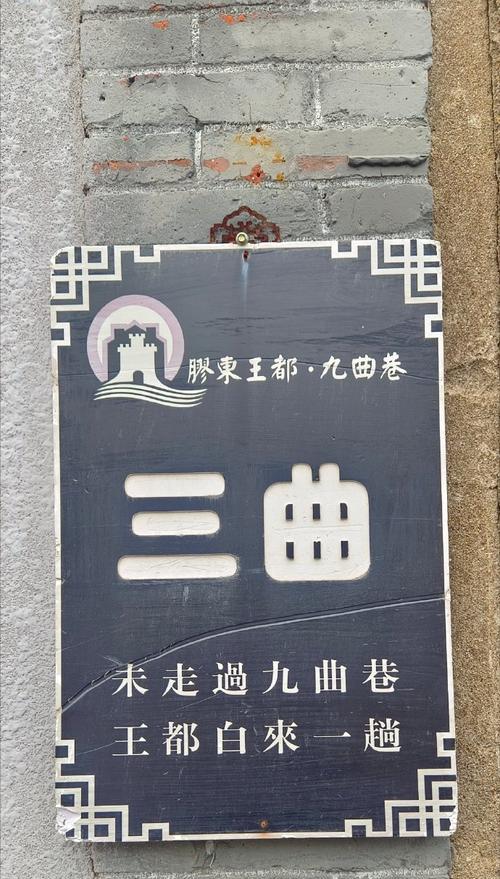 膠東王都·九曲巷
三曲
未走過九曲巷
王都白來一趟